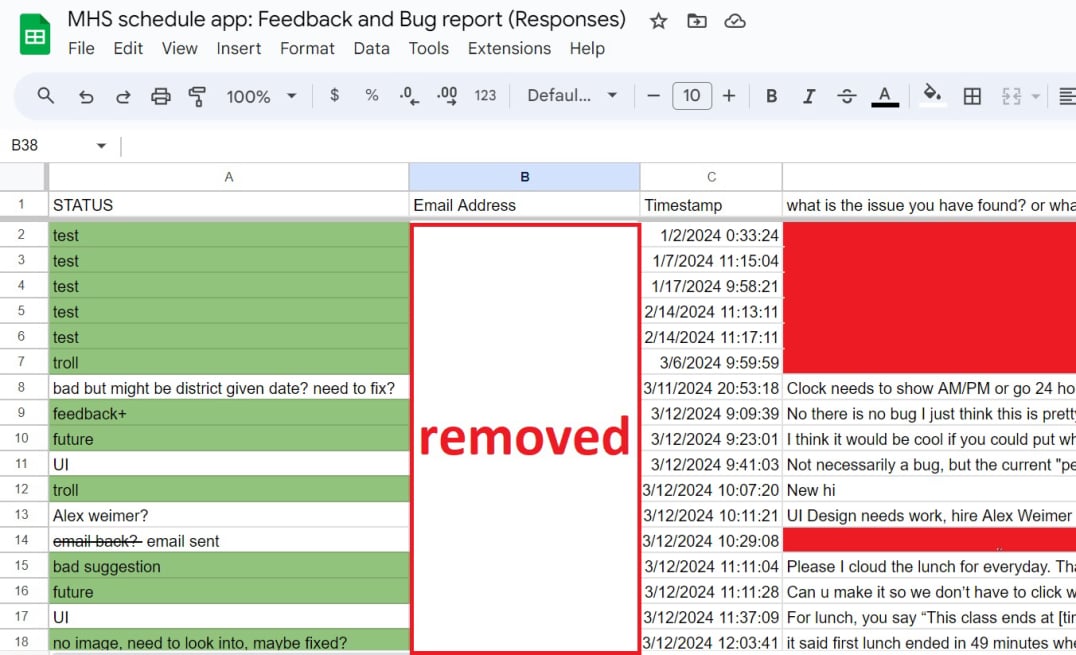 MHS schedule app: Feedback and Bug report (Responses)
File Edit View Insert Format Data Tools Extensions Help
100% $ % .0 .00 123 Defaul... − 10 + B I A
B38
A B C
1 STATUS Email Address Timestamp what is the issue you have found? or wha
2 test 1/2/2024 0:33:24
3 test 1/7/2024 11:15:04
4 test 1/17/2024 9:58:21
5 test 2/14/2024 11:13:11
6 test 2/14/2024 11:17:11
7 troll 3/6/2024 9:59:59
8 bad but might be district given date? need to fix? 3/11/2024 20:53:18 Clock needs to show AM/PM or go 24 ho
9 feedback+ 3/12/2024 9:09:39 No there is no bug I just think this is pretty
removed
10 future 3/12/2024 9:23:01 I think it would be cool if you could put wh
11 UI 3/12/2024 9:41:03 Not necessarily a bug, but the current "pe
12 troll 3/12/2024 10:07:20 New hi
13 Alex weimer? 3/12/2024 10:11:21 UI Design needs work, hire Alex Weimer
14 email back? email sent 3/12/2024 10:29:08
15 bad suggestion 3/12/2024 11:11:04 Please I cloud the lunch for everyday. Tha
16 future 3/12/2024 11:11:28 Can u make it so we don't have to click w
17 UI 3/12/2024 11:37:09 For lunch, you say “This class ends at [tin
18 no image, need to look into, maybe fixed? 3/12/2024 12:03:41 it said first lunch ended in 49 minutes whe